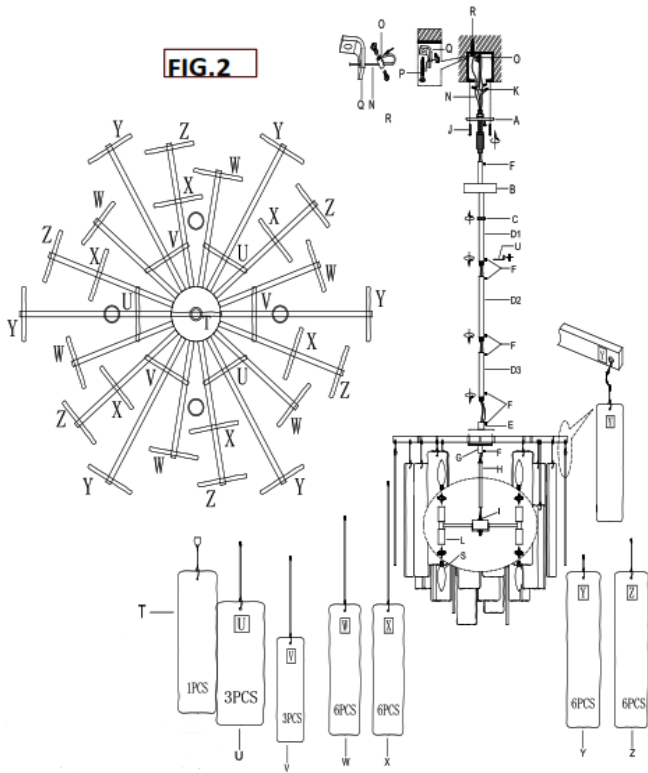 FIG.2
R
O
Q
O
P
K
N
Q N
A
J
R
F
B
C
D1
U
F
D2
F
D3
F
E
G
F
H
I
L
S
Y
Z
Y
W
X
W
Z
V
U
Z
X
X
W
U
V
Y
T
Y
W
V
U
X
Z
Z
X
X
W
Y
W
Z
Y
Y
Y
T
1PCS
U
3PCS
U
V
3PCS
V
W
6PCS
W
X
6PCS
X
Y
6PCS
Y
Z
6PCS
Z